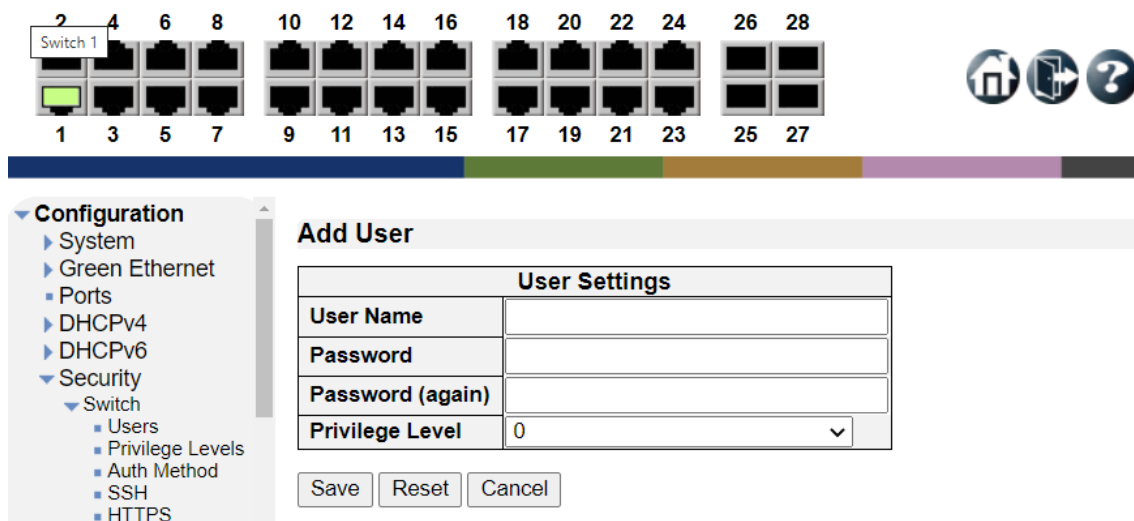 2 4 6 8 10 12 14 16 18 20 22 24 26 28
Switch 1
?
1 3 5 7 9 11 13 15 17 19 21 23 25 27
Configuration
System
Green Ethernet
Ports
DHCPv4
DHCPv6
Security
Switch
Users
Privilege Levels
Auth Method
SSH
HTTPS
Add User
User Settings
User Name
Password
Password (again)
Privilege Level 0
Save Reset Cancel